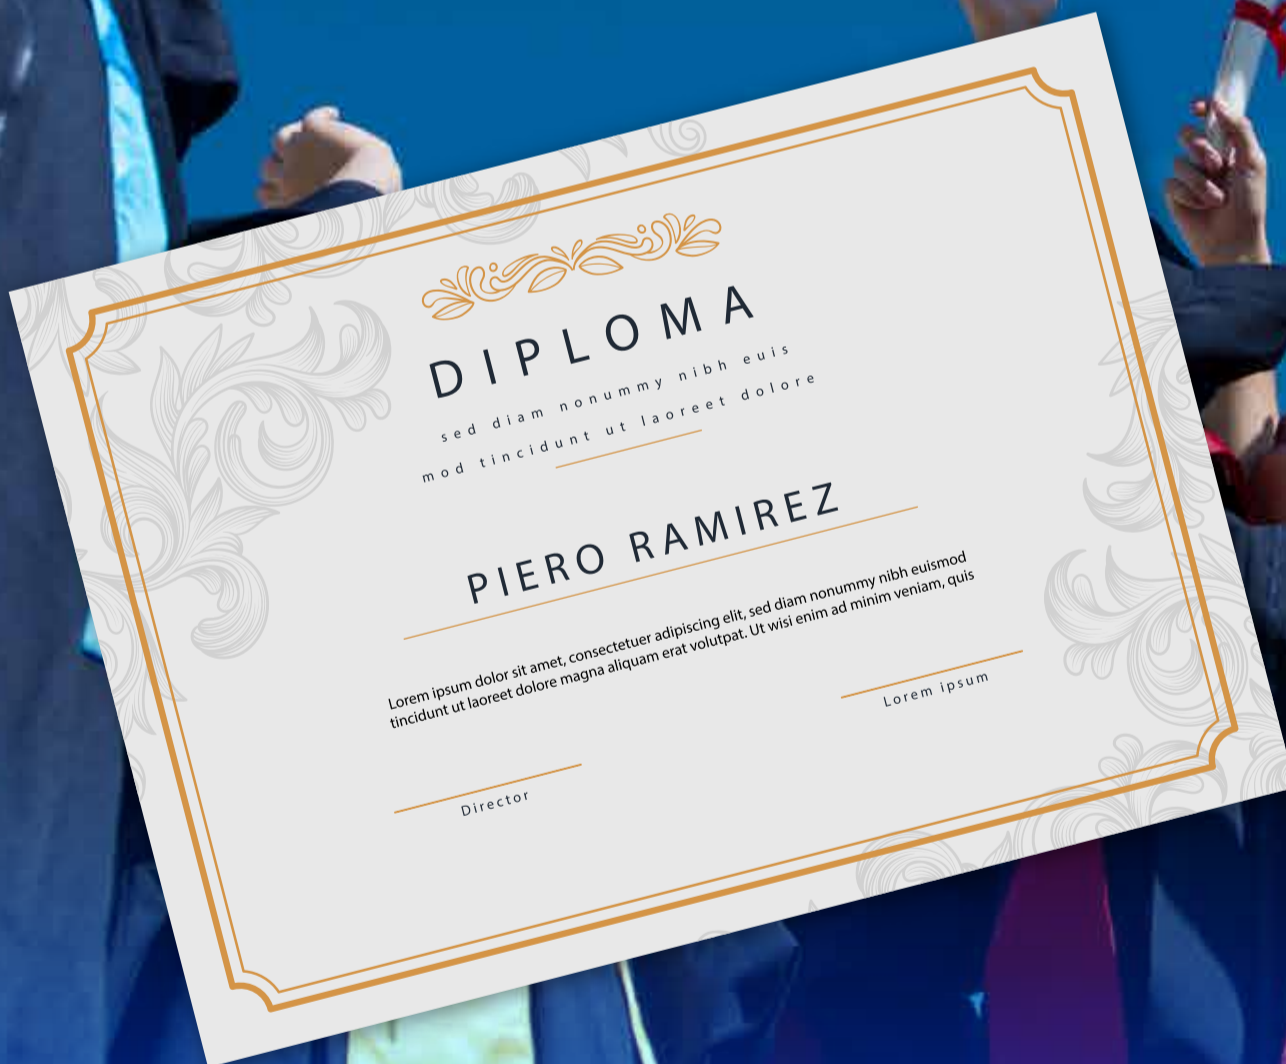 DIPLOMA
sed diam nonummy nibh euis
mod tincidunt ut laoreet dolore
PIERO RAMIREZ
Lorem ipsum dolor sit amet, consectetuer adipiscing elit, sed diam nonummy nibh euismod
tincidunt ut laoreet dolore magna aliquam erat volutpat. Ut wisi enim ad minim veniam, quis
Lorem ipsum
Director